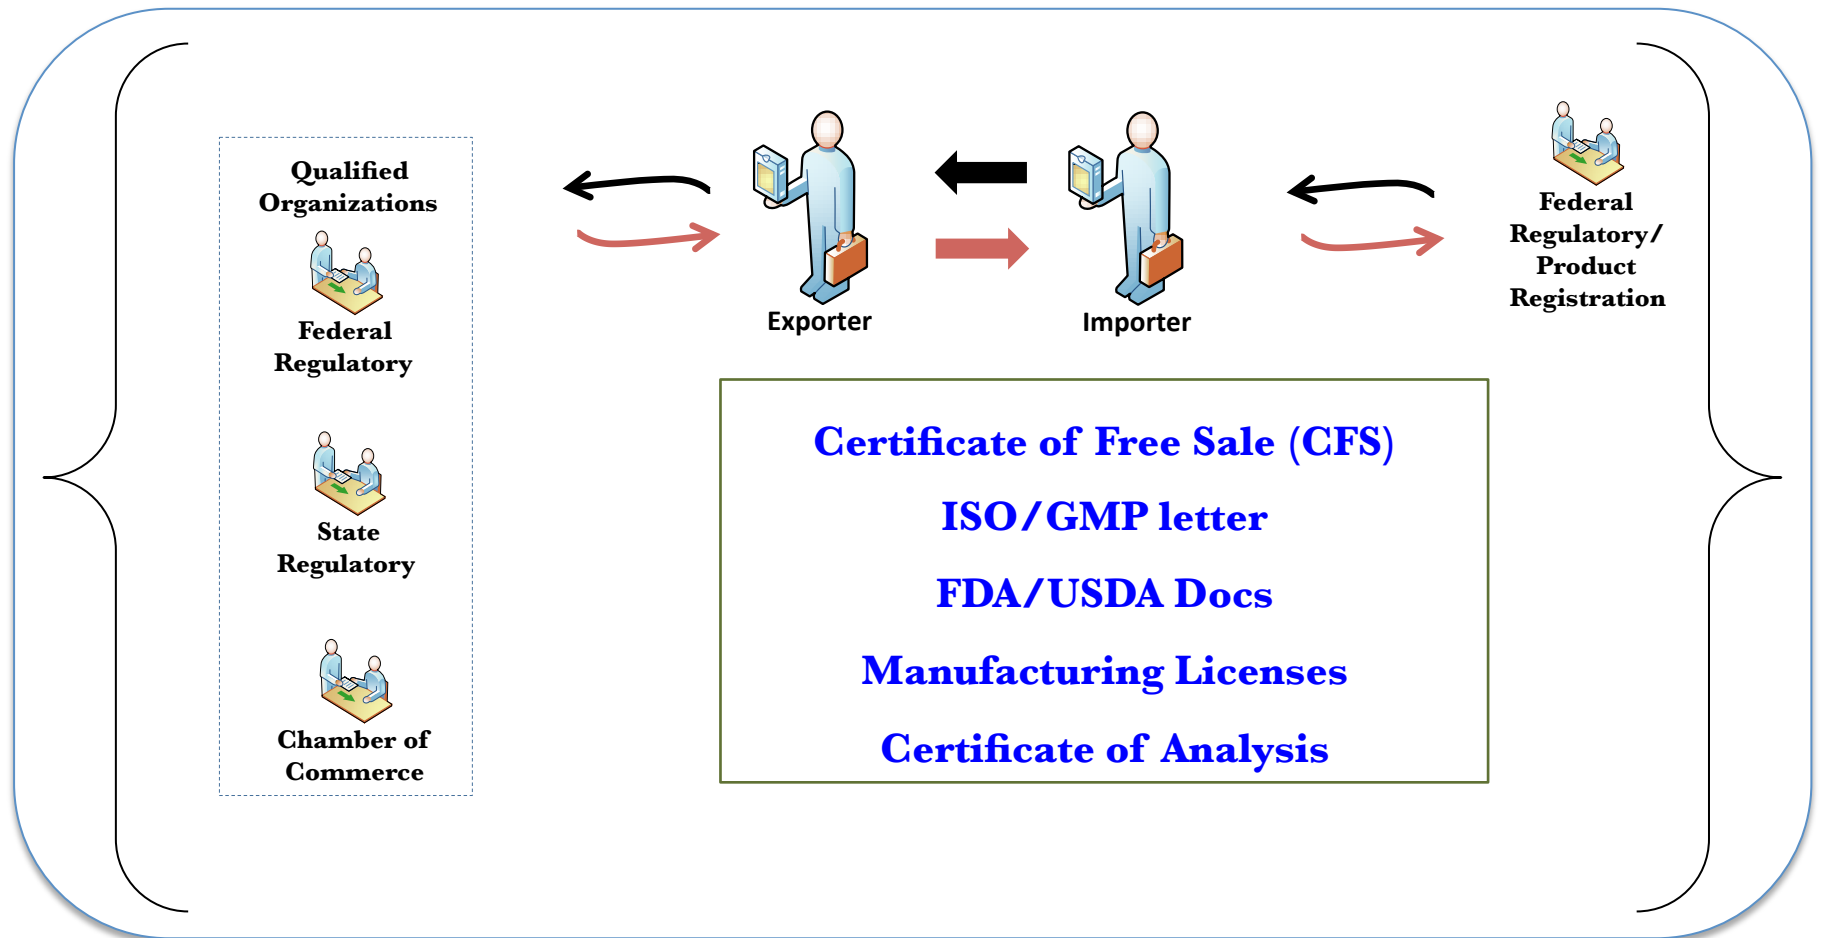 Qualified
Organizations
Federal
Regulatory
State
Regulatory
Chamber of
Commerce
Exporter
Importer
Federal
Regulatory/
Product
Registration
Certificate of Free Sale (CFS)
ISO/GMP letter
FDA/USDA Docs
Manufacturing Licenses
Certificate of Analysis